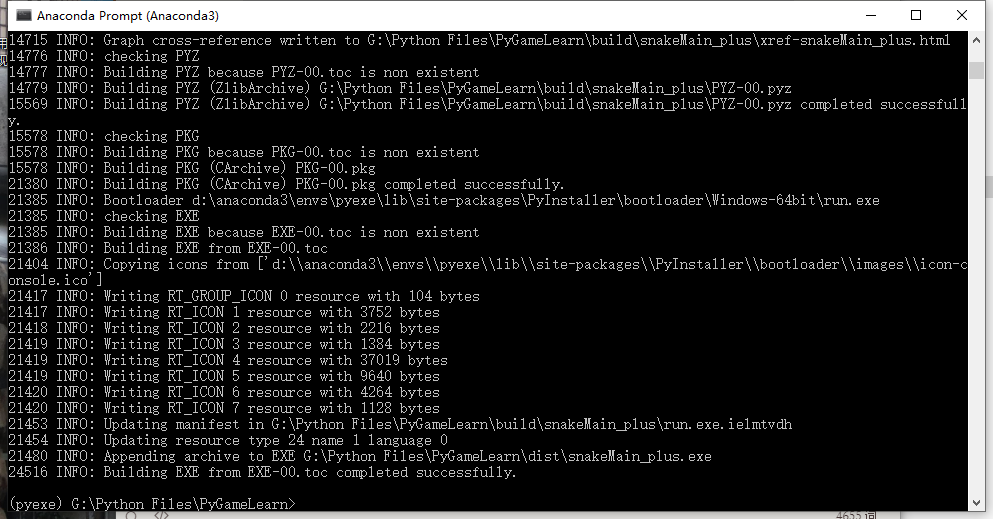 Anaconda Prompt (Anaconda3)
14715 INFO: Graph cross-reference written to G:\Python Files\PyGameLearn\build\snakeMain_plus\xref-snakeMain_plus.html
14776 INFO: checking PYZ
14777 INFO: Building PYZ because PYZ-00.toc is non existent
14779 INFO: Building PYZ (ZlibArchive) G:\Python Files\PyGameLearn\build\snakeMain_plus\PYZ-00.pyz
15569 INFO: Building PYZ (ZlibArchive) G:\Python Files\PyGameLearn\build\snakeMain_plus\PYZ-00.pyz completed successfull
y.
15578 INFO: checking PKG
15578 INFO: Building PKG because PKG-00.toc is non existent
15578 INFO: Building PKG (CArchive) PKG-00.pkg
21380 INFO: Building PKG (CArchive) PKG-00.pkg completed successfully.
21385 INFO: Bootloader d:\anaconda3\envs\pyexe\lib\site-packages\PyInstaller\bootloader\Windows-64bit\run.exe
21385 INFO: checking EXE
21385 INFO: Building EXE because EXE-00.toc is non existent
21386 INFO: Building EXE from EXE-00.toc
21404 INFO: Copying icons from ['d:\\anaconda3\\envs\\pyexe\\lib\\site-packages\\PyInstaller\\bootloader\\images\\icon-c
onsole.ico']
21417 INFO: Writing RT_GROUP_ICON 0 resource with 104 bytes
21417 INFO: Writing RT_ICON 1 resource with 3752 bytes
21418 INFO: Writing RT_ICON 2 resource with 2216 bytes
21419 INFO: Writing RT_ICON 3 resource with 1384 bytes
21419 INFO: Writing RT_ICON 4 resource with 37019 bytes
21419 INFO: Writing RT_ICON 5 resource with 9640 bytes
21420 INFO: Writing RT_ICON 6 resource with 4264 bytes
21420 INFO: Writing RT_ICON 7 resource with 1128 bytes
21453 INFO: Updating manifest in G:\Python Files\PyGameLearn\build\snakeMain_plus\run.exe.ielmtvdh
21454 INFO: Updating resource type 24 name 1 language 0
21480 INFO: Appending archive to EXE G:\Python Files\PyGameLearn\dist\snakeMain_plus.exe
24516 INFO: Building EXE from EXE-00.toc completed successfully.
(pyexe) G:\Python Files\PyGameLearn>
4655 词